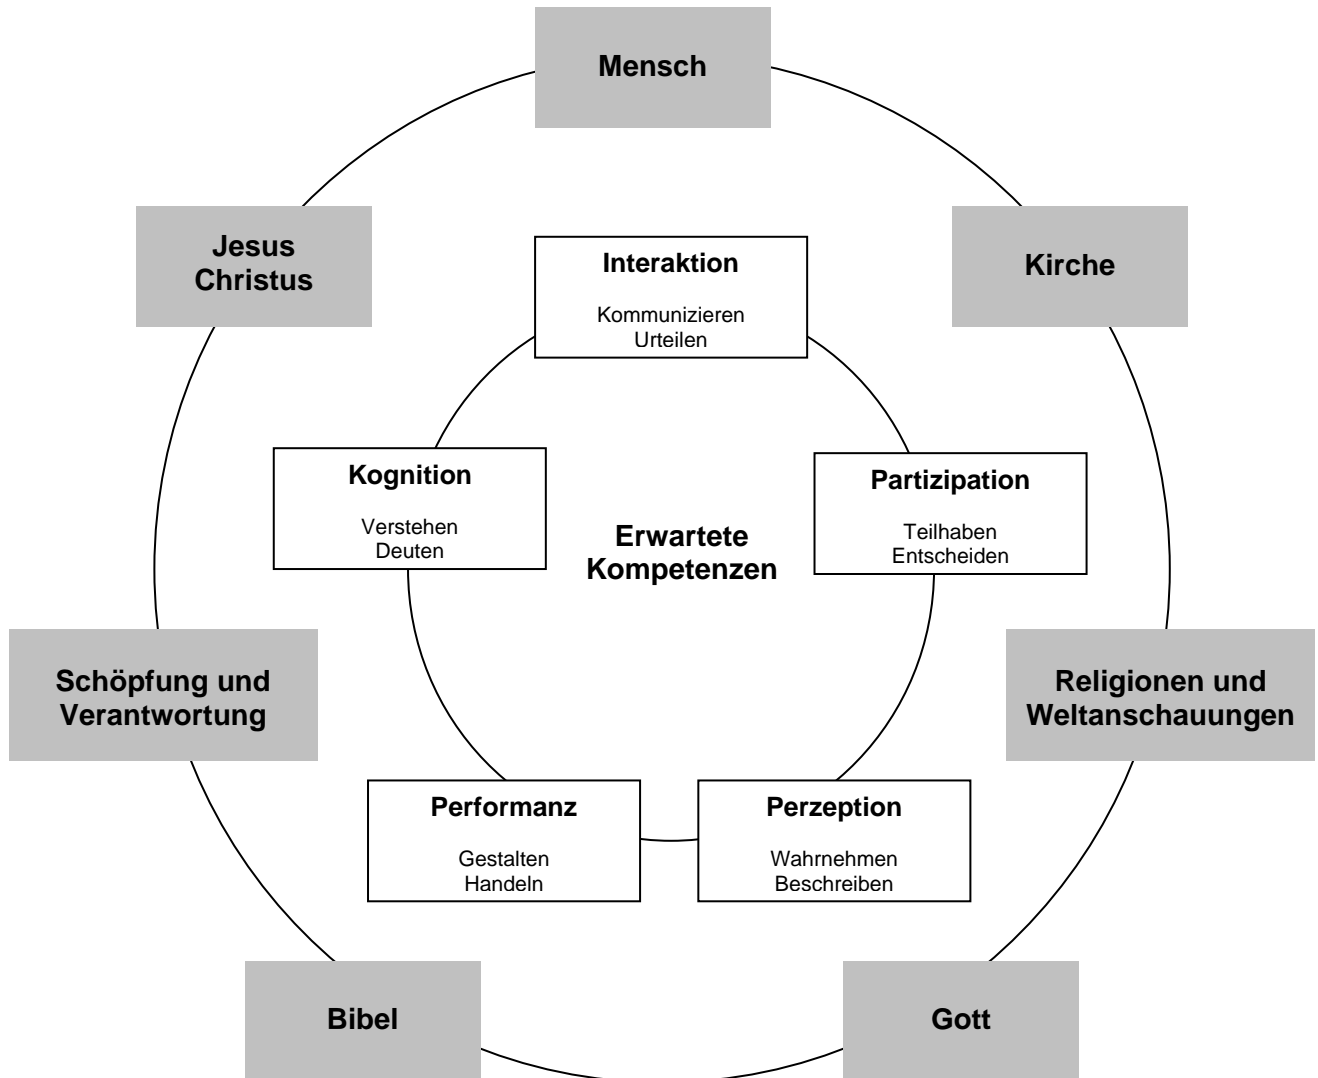 Mensch
Jesus
Christus
Kirche
Interaktion
Kommunizieren
Urteilen
Kognition
Verstehen
Deuten
Partizipation
Teilhaben
Entscheiden
Erwartete
Kompetenzen
Schöpfung und
Verantwortung
Religionen und
Weltanschauungen
Performanz
Gestalten
Handeln
Perzeption
Wahrnehmen
Beschreiben
Bibel
Gott